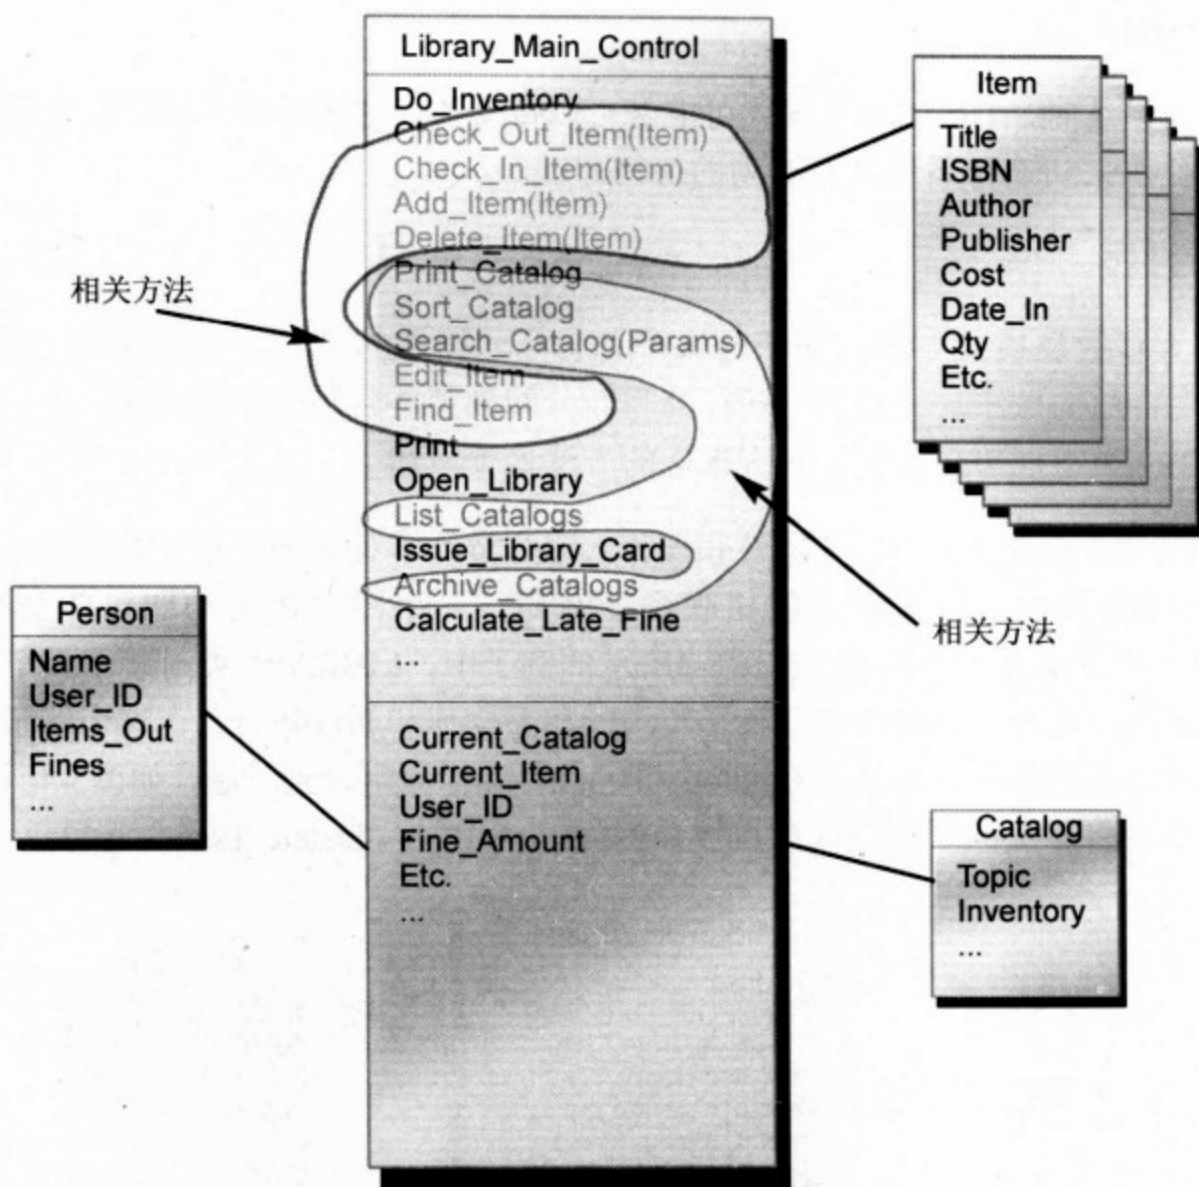 Library_Main_Control
Do_Inventory
Check_Out_Item(Item)
Check_In_Item(Item)
Add_Item(Item)
Delete_Item(Item)
Print_Catalog
Sort_Catalog
Search_Catalog(Params)
Edit_Item
Find_Item
Print
Open_Library
List_Catalogs
Issue_Library_Card
Archive_Catalogs
Calculate_Late_Fine
...
Current_Catalog
Current_Item
User_ID
Fine_Amount
Etc.
...
Item
Title
ISBN
Author
Publisher
Cost
Date_In
Qty
Etc.
...
相关方法
相关方法
Person
Name
User_ID
Items_Out
Fines
...
Catalog
Topic
Inventory
...